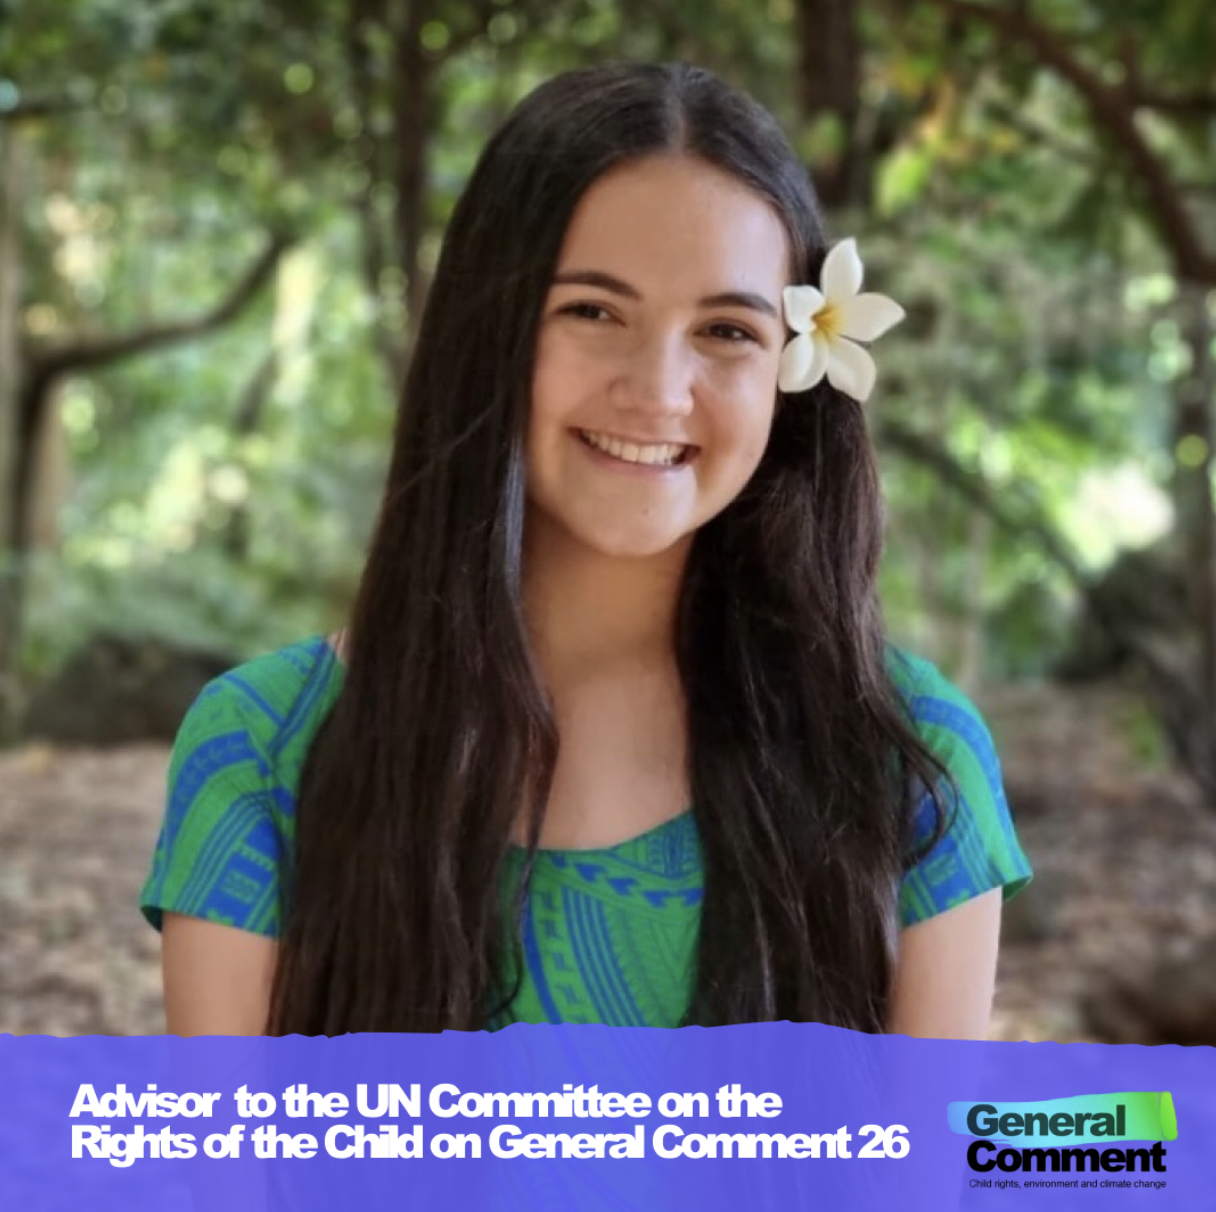 Advisor to the UN Committee on the
Rights of the Child on General Comment 26
General
Comment
Child rights, environment and climate change